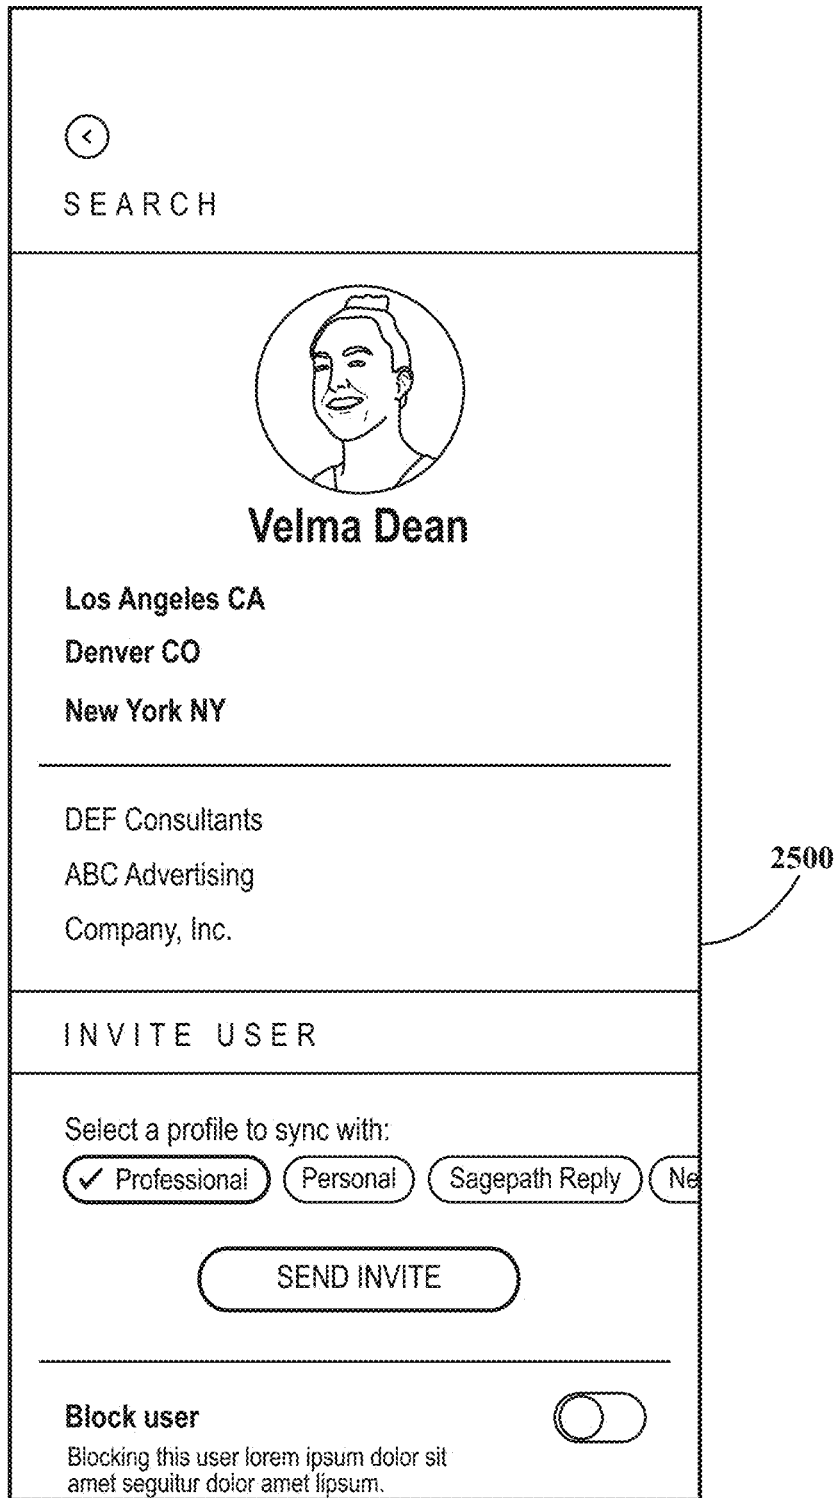 SEARCH
Velma Dean
Los Angeles CA
Denver CO
New York NY
DEF Consultants
ABC Advertising
Company, Inc.
2500
INVITE USER
Select a profile to sync with:
Professional Personal Sagepath Reply Ne
SEND INVITE
Block user
Blocking this user lorem ipsum dolor sit
amet seguitur dolor amet lipsum.